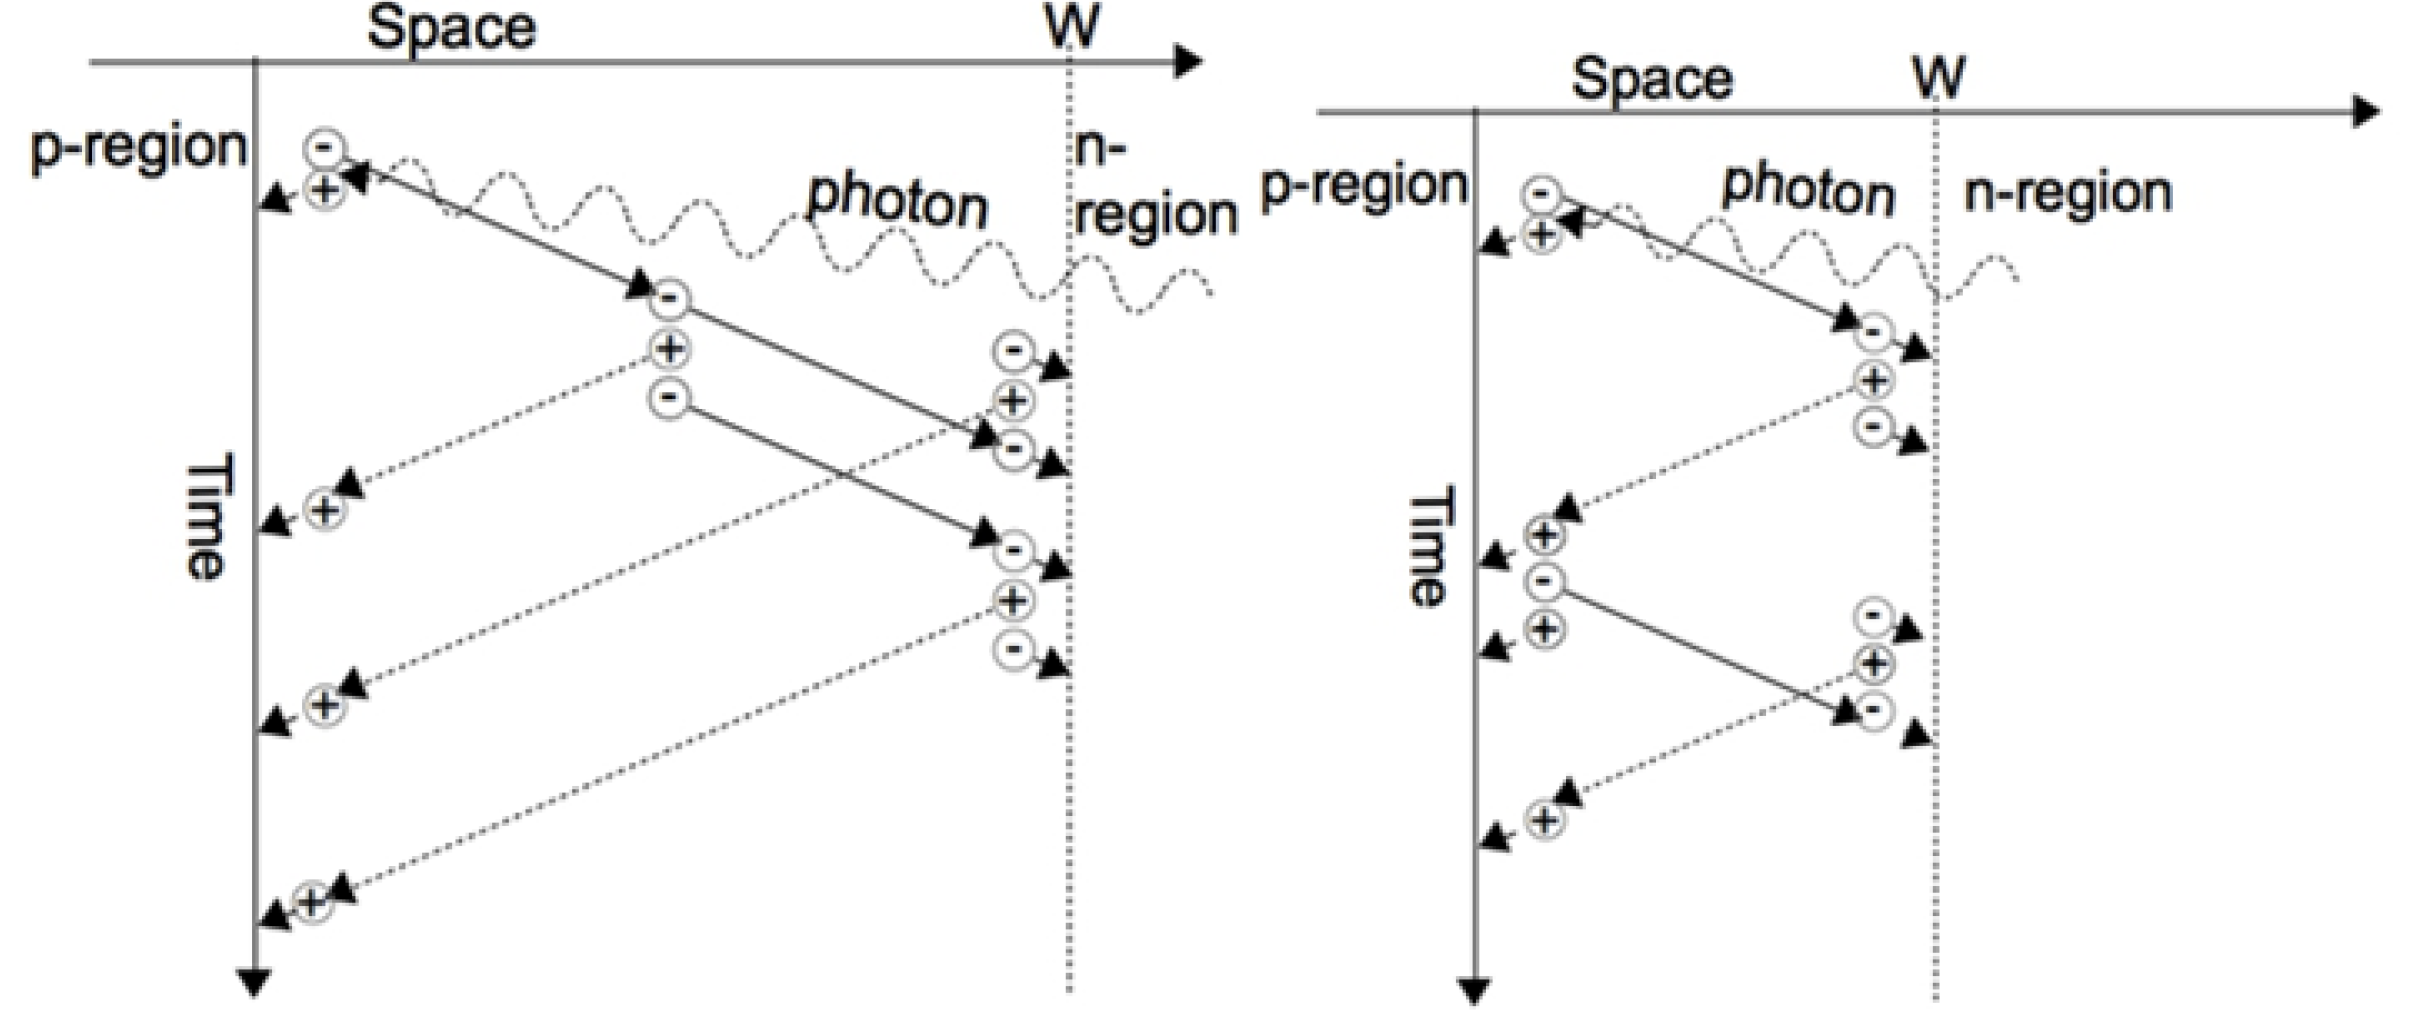 Space
W
p-region
n-
region
photon
Time
Space
W
p-region
photon
n-region
Time